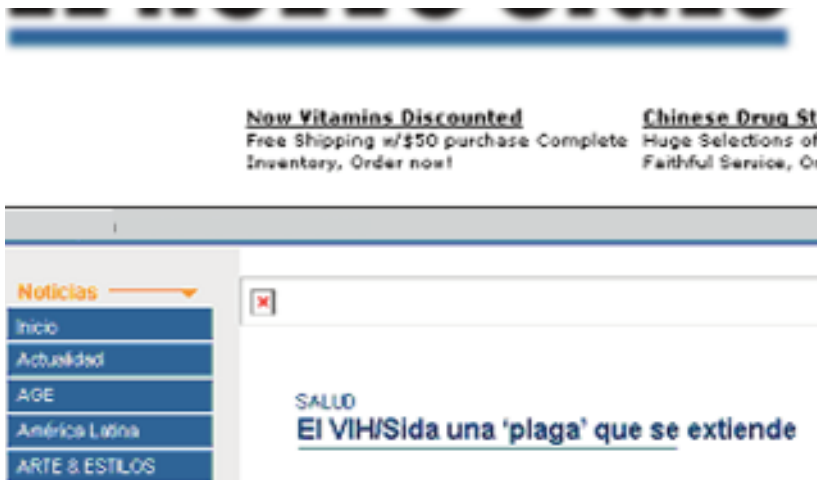 Now Vitamins Discounted
Free Shipping w/$50 purchase Complete
Inventory, Order now!
Chinese Drug St
Huge Selections of
Faithful Service, Or
Noticias
Inicio
Actualidad
AGE
América Latina
ARTE & ESTILOS
SALUD
El VIH/Sida una 'plaga' que se extiende